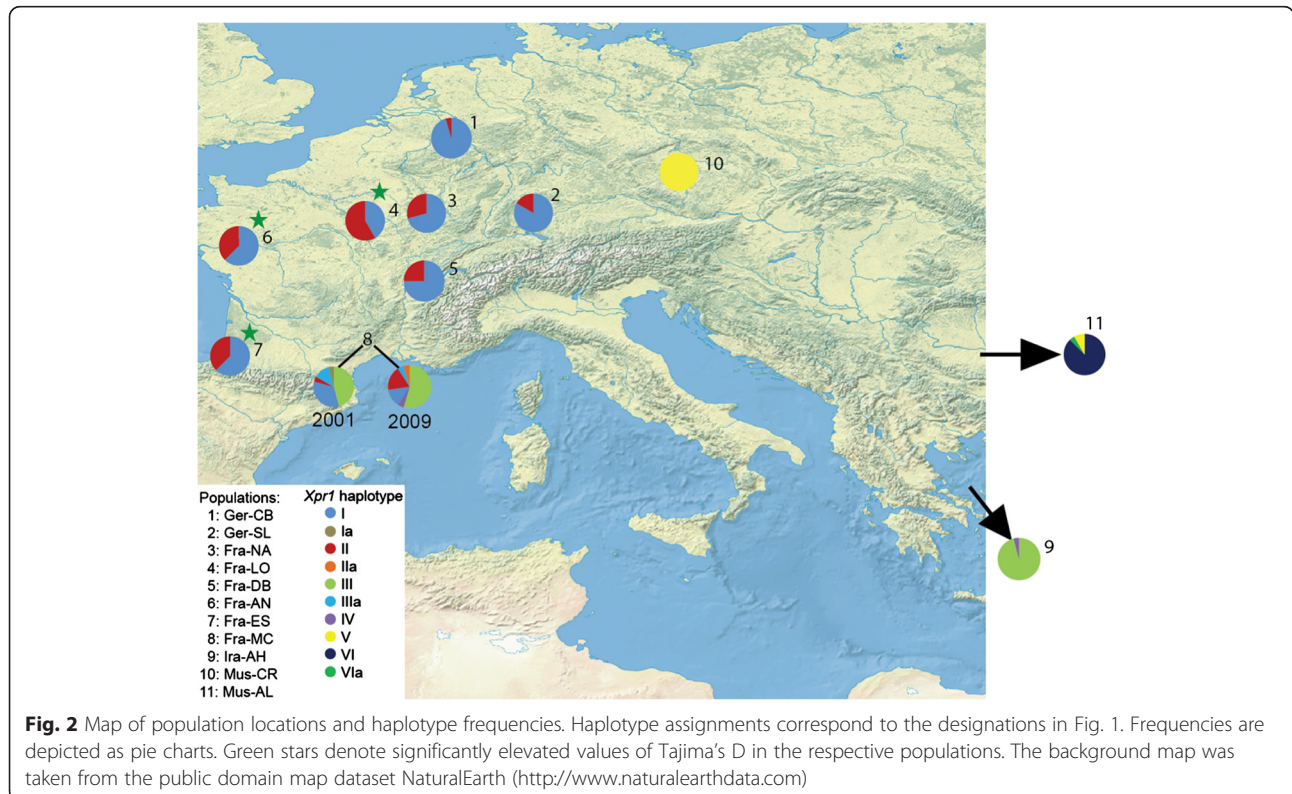 1
2
3
4
5
6
7
8
10
11
9
2001
2009
Populations:
1: Ger-CB
2: Ger-SL
3: Fra-NA
4: Fra-LO
5: Fra-DB
6: Fra-AN
7: Fra-ES
8: Fra-MC
9: Ira-AH
10: Mus-CR
11: Mus-AL
Xpr1 haplotype
I
Ia
II
IIa
III
IIIa
IV
V
VI
VIa
Fig. 2 Map of population locations and haplotype frequencies. Haplotype assignments correspond to the designations in Fig. 1. Frequencies are
depicted as pie charts. Green stars denote significantly elevated values of Tajima's D in the respective populations. The background map was
taken from the public domain map dataset NaturalEarth (http://www.naturalearthdata.com)